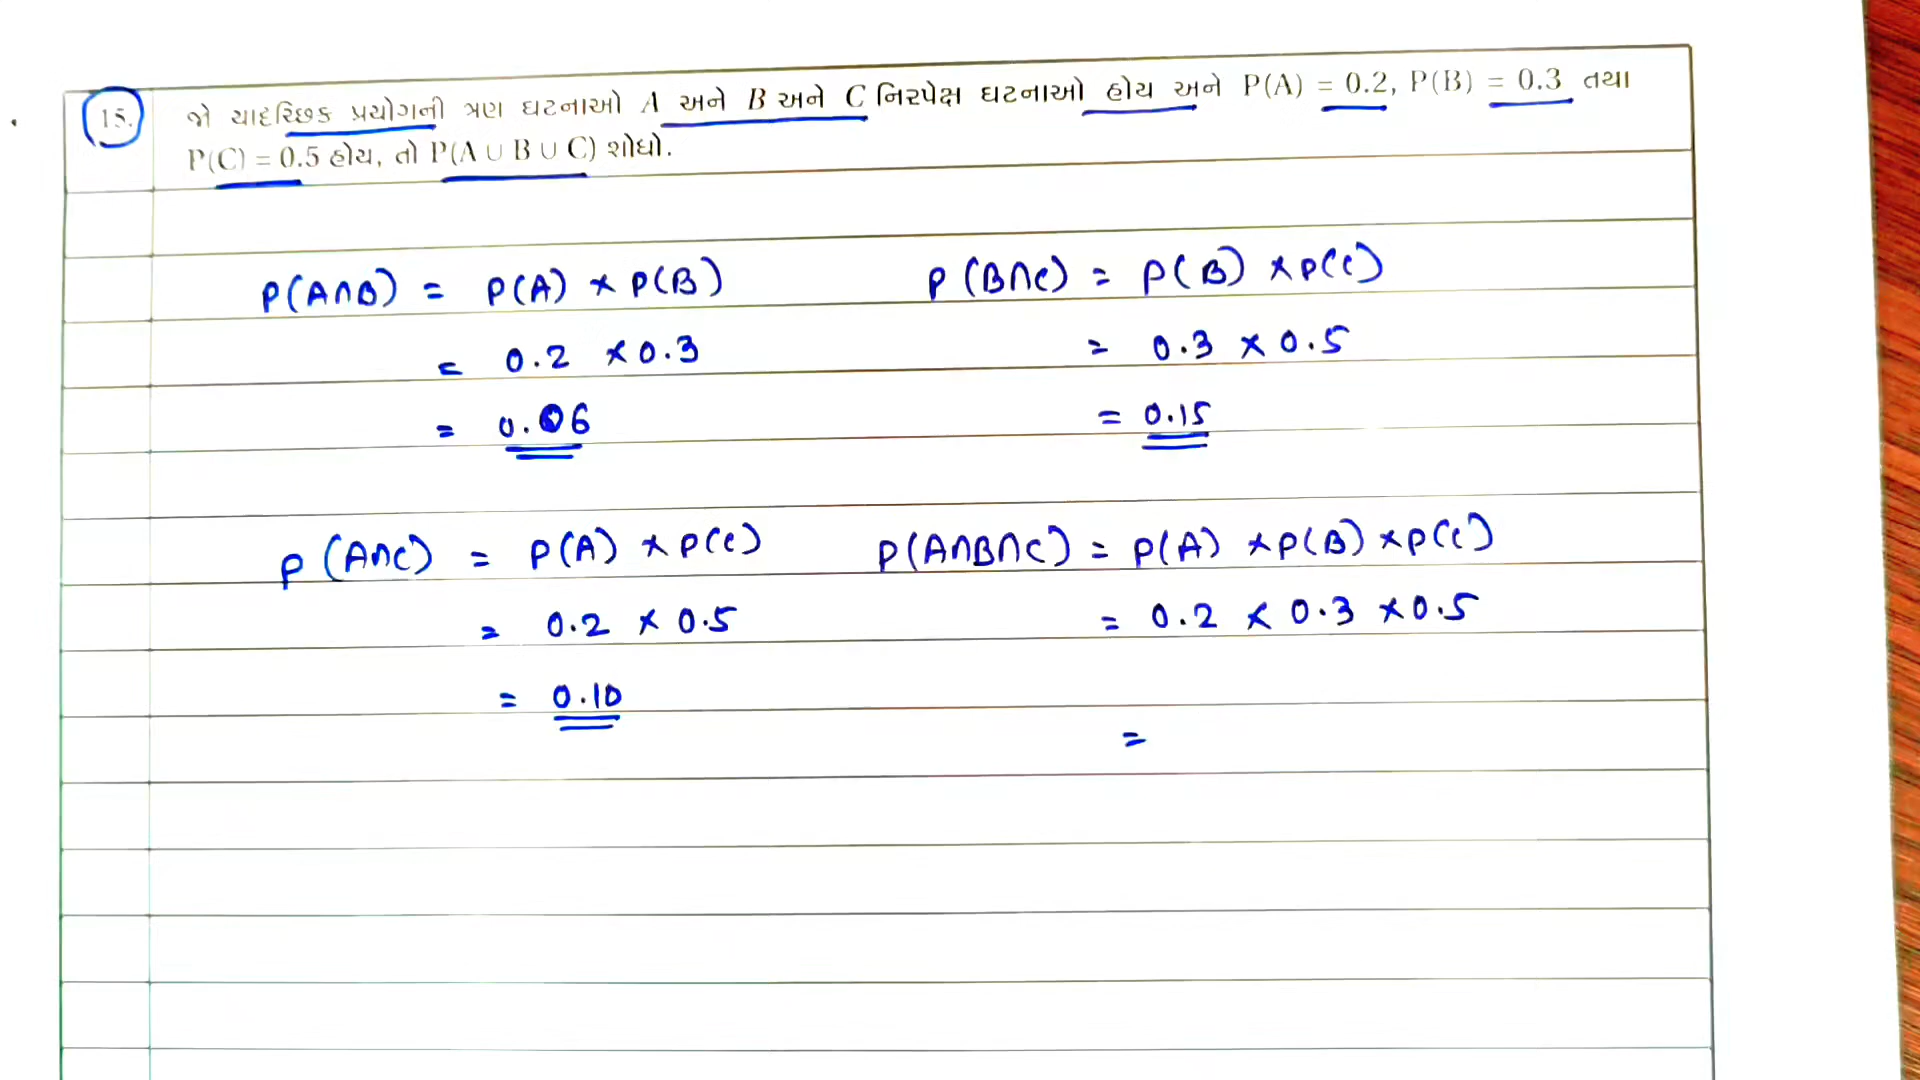 15. જો યાદચ્છિક પ્રયોગની ત્રણ ઘટનાઓ A અને B અને C નિરપેક્ષ ઘટનાઓ હોય અને P(A) = 0.2, P(B) = 0.3 તથા
P(C) = 0.5 હોય, તો P(A ∪ B ∪ C) શોધો.
P(A∩B) = P(A) × P(B)
= 0.2 × 0.3
= 0.06
P(B∩C) = P(B) × P(C)
= 0.3 × 0.5
= 0.15
P(A∩C) = P(A) × P(C)
= 0.2 × 0.5
= 0.10
P(A∩B∩C) = P(A) × P(B) × P(C)
= 0.2 × 0.3 × 0.5
=